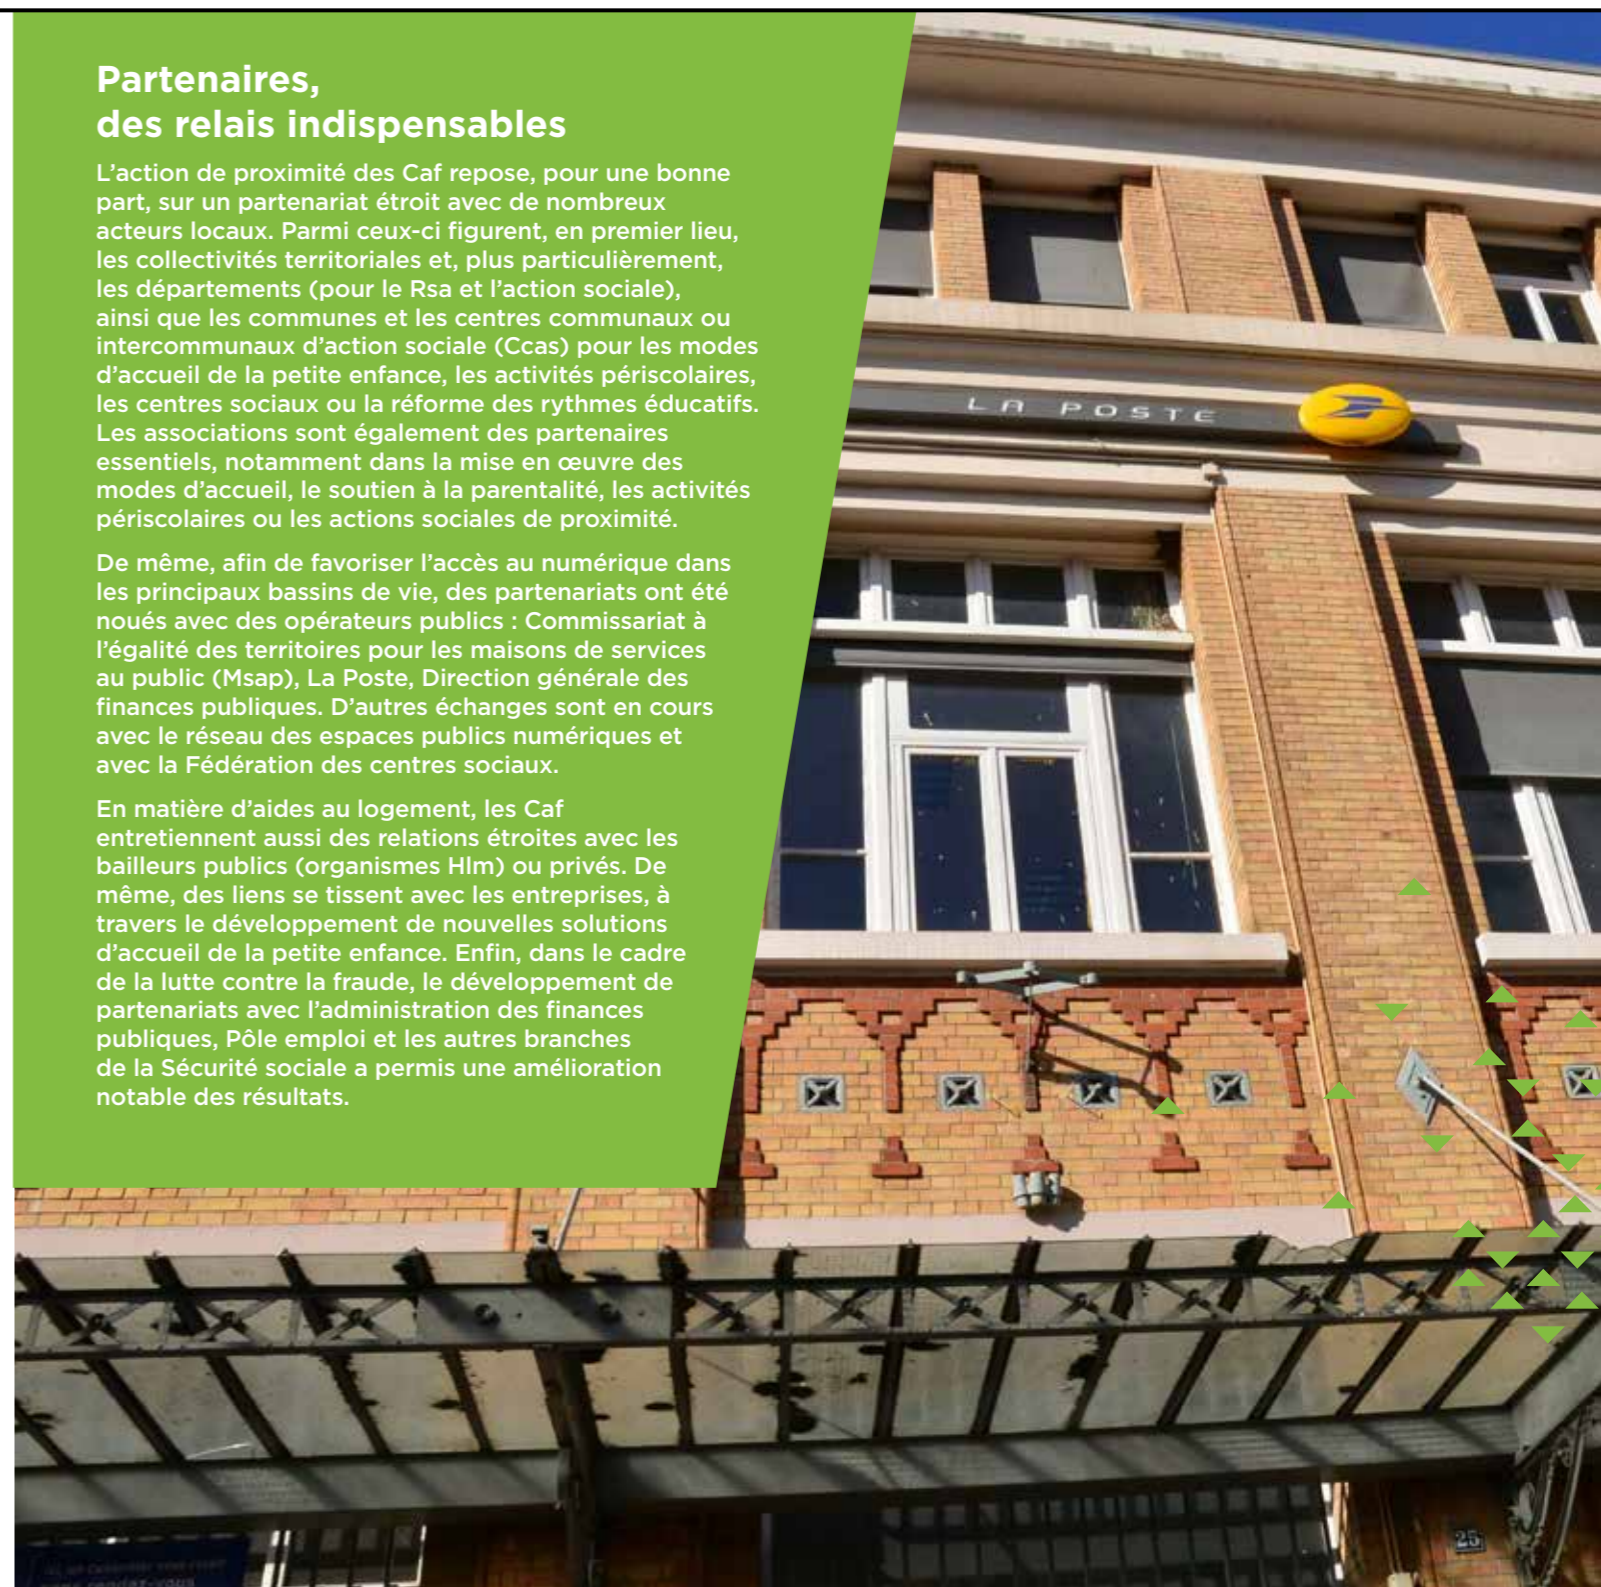 Partenaires,
des relais indispensables
L’action de proximité des Caf repose, pour une bonne
part, sur un partenariat étroit avec de nombreux
acteurs locaux. Parmi ceux-ci figurent, en premier lieu,
les collectivités territoriales et, plus particulièrement,
les départements (pour le Rsa et l’action sociale),
ainsi que les communes et les centres communaux ou
intercommunaux d’action sociale (Ccas) pour les modes
d’accueil de la petite enfance, les activités périscolaires,
les centres sociaux ou la réforme des rythmes éducatifs.
Les associations sont également des partenaires
essentiels, notamment dans la mise en œuvre des
modes d’accueil, le soutien à la parentalité, les activités
périscolaires ou les actions sociales de proximité.
De même, afin de favoriser l’accès au numérique dans
les principaux bassins de vie, des partenariats ont été
noués avec des opérateurs publics : Commissariat à
l’égalité des territoires pour les maisons de services
au public (Msap), La Poste, Direction générale des
finances publiques. D’autres échanges sont en cours
avec le réseau des espaces publics numériques et
avec la Fédération des centres sociaux.
En matière d’aides au logement, les Caf
entretiennent aussi des relations étroites avec les
bailleurs publics (organismes Hlm) ou privés. De
même, des liens se tissent avec les entreprises, à
travers le développement de nouvelles solutions
d’accueil de la petite enfance. Enfin, dans le cadre
de la lutte contre la fraude, le développement de
partenariats avec l’administration des finances
publiques, Pôle emploi et les autres branches
de la Sécurité sociale a permis une amélioration
notable des résultats.
LA POSTE
25